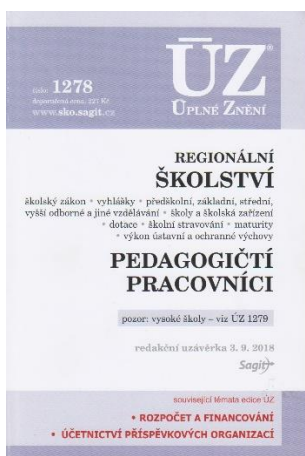 ÚZ®
ÚPLNÉ ZNĚNÍ
číslo 1278
doporučená cena: 227 Kč
www.sko.sagit.cz
REGIONÁLNÍ
ŠKOLSTVÍ
školský zákon • vyhlášky • předškolní, základní, střední,
vyšší odborné a jiné vzdělávání • školy a školská zařízení
• dotace • školní stravování • maturity
• výkon ústavní a ochranné výchovy
PEDAGOGIČTÍ
PRACOVNÍCI
pozor: vysoké školy – viz ÚZ 1279
redakční uzávěrka 3. 9. 2018
Sagit
související témata edice ÚZ
• ROZPOČET A FINANCOVÁNÍ
• ÚČETNICTVÍ PŘÍSPĚVKOVÝCH ORGANIZACÍ